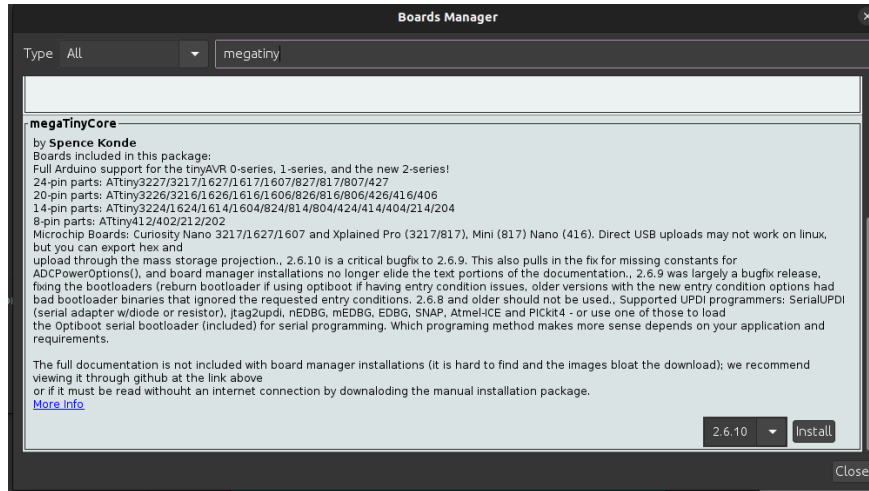 Boards Manager
Type All megatiny
megaTinyCore
by Spence Konde
Boards included in this package:
Full Arduino support for the tinyAVR 0-series, 1-series, and the new 2-series!
24-pin parts: ATtiny3227/3217/1627/1617/1607/827/817/807/427
20-pin parts: ATtiny3226/3216/1626/1616/1606/826/816/806/426/416/406
14-pin parts: ATtiny3224/1624/1614/1604/824/814/804/424/414/404/214/204
8-pin parts: ATtiny412/402/212/202
Microchip Boards: Curiosity Nano 3217/1627/1607 and Xplained Pro (3217/817), Mini (817) Nano (416). Direct USB uploads may not work on linux,
but you can export hex and
upload through the mass storage projection., 2.6.10 is a critical bugfix to 2.6.9. This also pulls in the fix for missing constants for
ADCPowerOptions(), and board manager installations no longer elide the text portions of the documentation., 2.6.9 was largely a bugfix release,
fixing the bootloaders (reburn bootloader if using optiboot if having entry condition issues, older versions with the new entry condition options had
bad bootloader binaries that ignored the requested entry conditions. 2.6.8 and older should not be used., Supported UPDI programmers: SerialUPDI
(serial adapter w/diode or resistor), jtag2updi, nEDBG, mEDBG, EDBG, SNAP, Atmel-ICE and PICkit4 - or use one of those to load
the Optiboot serial bootloader (included) for serial programming. Which programing method makes more sense depends on your application and
requirements.
The full documentation is not included with board manager installations (it is hard to find and the images bloat the download); we recommend
viewing it through github at the link above
or if it must be read withouht an internet connection by downaloding the manual installation package.
More Info
2.6.10 Install
Close